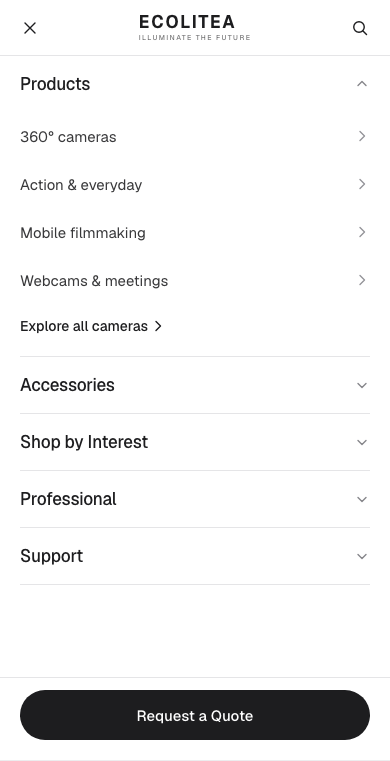 ECOLITEA
ILLUMINATE THE FUTURE
Products
360° cameras
Action & everyday
Mobile filmmaking
Webcams & meetings
Explore all cameras
Accessories
Shop by Interest
Professional
Support
Request a Quote